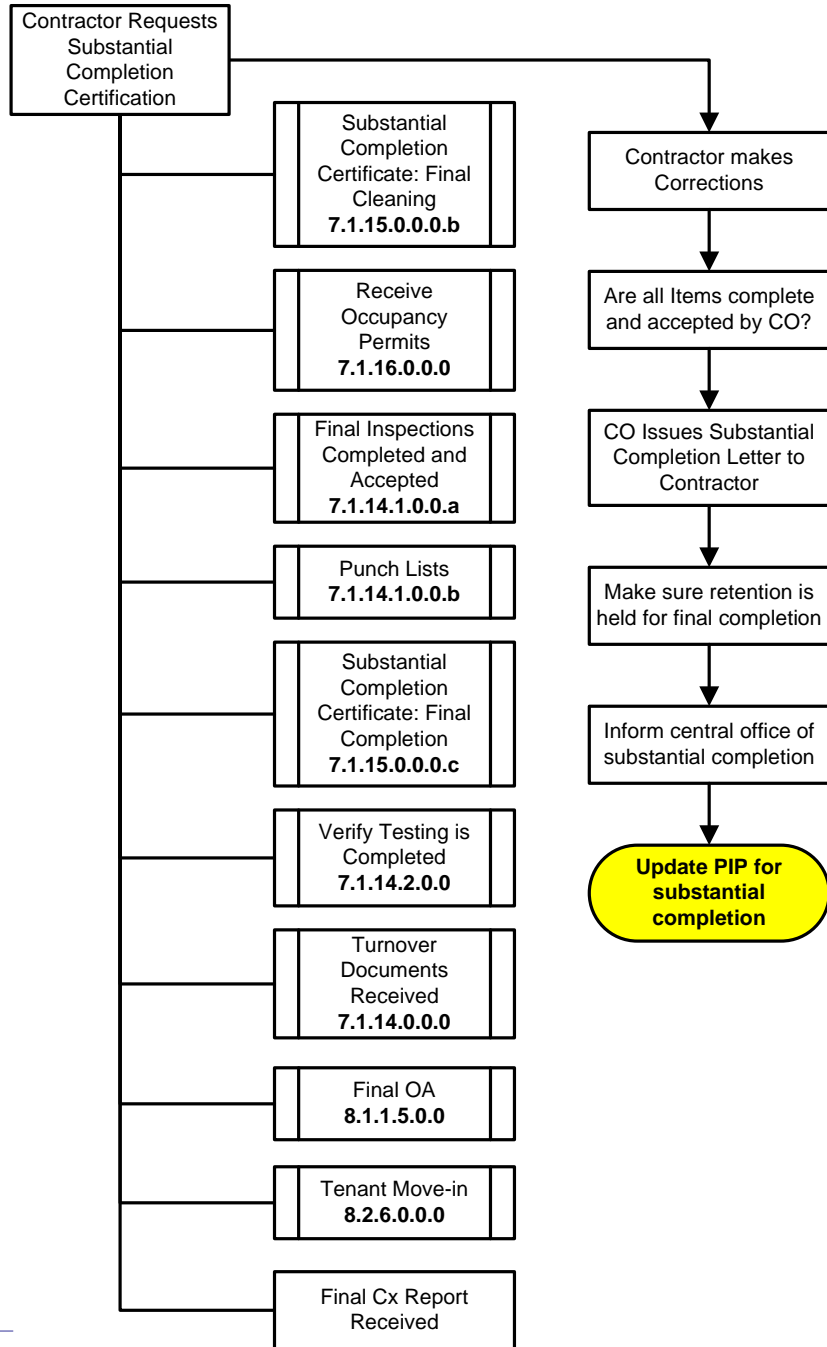 Contractor Requests
Substantial
Completion
Certification
Substantial
Completion
Certificate: Final
Cleaning
7.1.15.0.0.0.b
Receive
Occupancy
Permits
7.1.16.0.0.0
Final Inspections
Completed and
Accepted
7.1.14.1.0.0.a
Punch Lists
7.1.14.1.0.0.b
Substantial
Completion
Certificate: Final
Completion
7.1.15.0.0.0.c
Verify Testing is
Completed
7.1.14.2.0.0
Turnover
Documents
Received
7.1.14.0.0.0
Final OA
8.1.1.5.0.0
Tenant Move-in
8.2.6.0.0.0
Final Cx Report
Received
Contractor makes
Corrections
Are all Items complete
and accepted by CO?
CO Issues Substantial
Completion Letter to
Contractor
Make sure retention is
held for final completion
Inform central office of
substantial completion
Update PIP for
substantial
completion